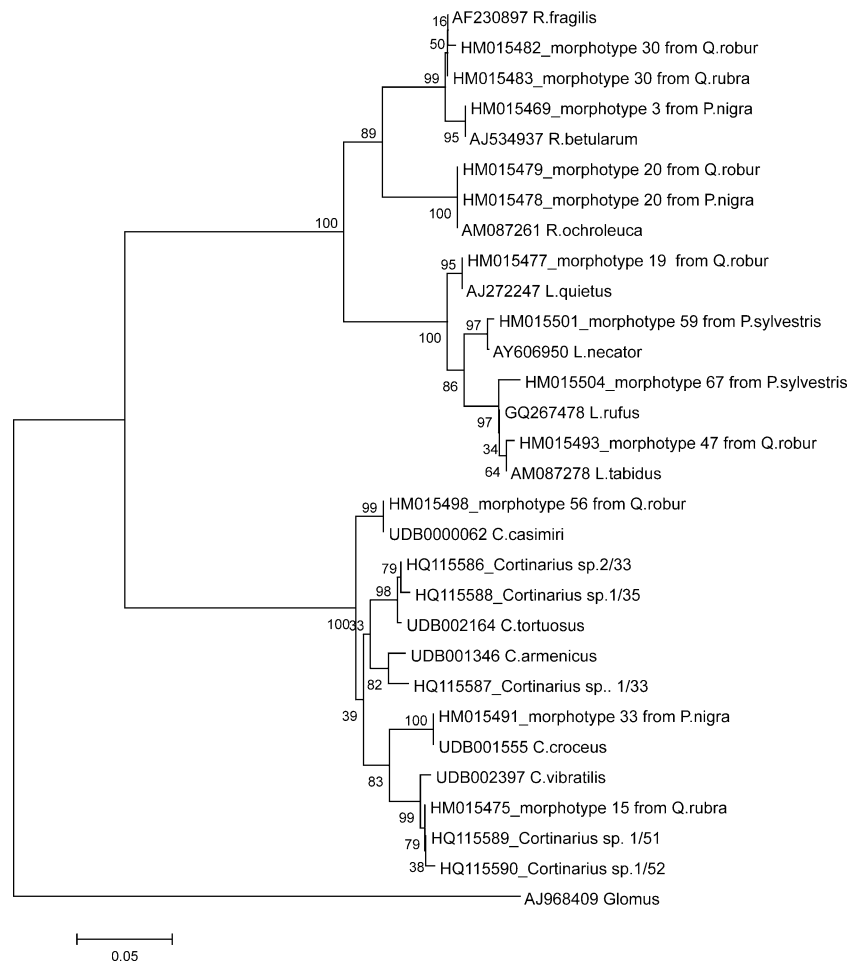 16
AF230897 R.fragilis
50
HM015482_morphotype 30 from Q.robur
99
HM015483_morphotype 30 from Q.rubra
HM015469_morphotype 3 from P.nigra
89
95
AJ534937 R.betularum
HM015479_morphotype 20 from Q.robur
HM015478_morphotype 20 from P.nigra
100
100
AM087261 R.ochroleuca
95
HM015477_morphotype 19 from Q.robur
AJ272247 L.quietus
97
HM015501_morphotype 59 from P.sylvestris
100
AY606950 L.necator
86
HM015504_morphotype 67 from P.sylvestris
GQ267478 L.rufus
97
34
HM015493_morphotype 47 from Q.robur
64
AM087278 L.tabidus
99
HM015498_morphotype 56 from Q.robur
UDB0000062 C.casimiri
79
HQ115586_Cortinarius sp.2/33
98
HQ115588_Cortinarius sp.1/35
100
33
UDB002164 C.tortuosus
UDB001346 C.armenicus
82
HQ115587_Cortinarius sp.. 1/33
39
100
HM015491_morphotype 33 from P.nigra
UDB001555 C.croceus
83
UDB002397 C.vibratilis
99
HM015475_morphotype 15 from Q.rubra
79
HQ115589_Cortinarius sp. 1/51
38
HQ115590_Cortinarius sp.1/52
AJ968409 Glomus
0.05